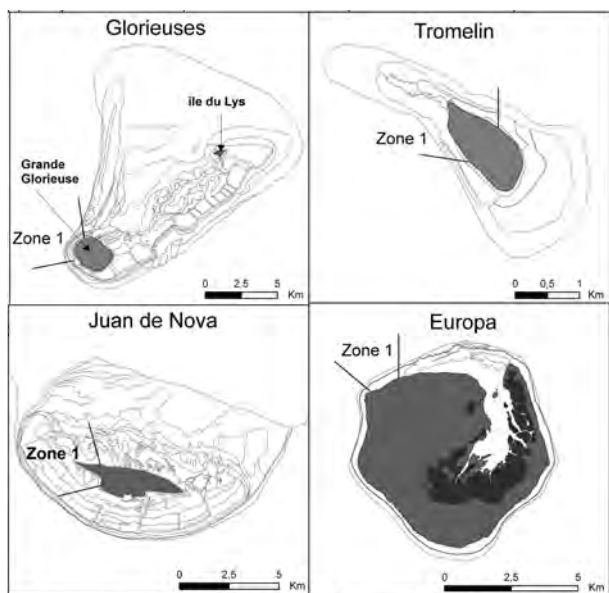 Glorieuses
île du Lys
Grande
Glorieuse
Zone 1
0 2.5 5
Km
Tromelin
Zone 1
0 0,5 1
Km
Juan de Nova
Zone 1
0 2.5 5
Km
Europa
Zone 1
0 2.5 5
Km